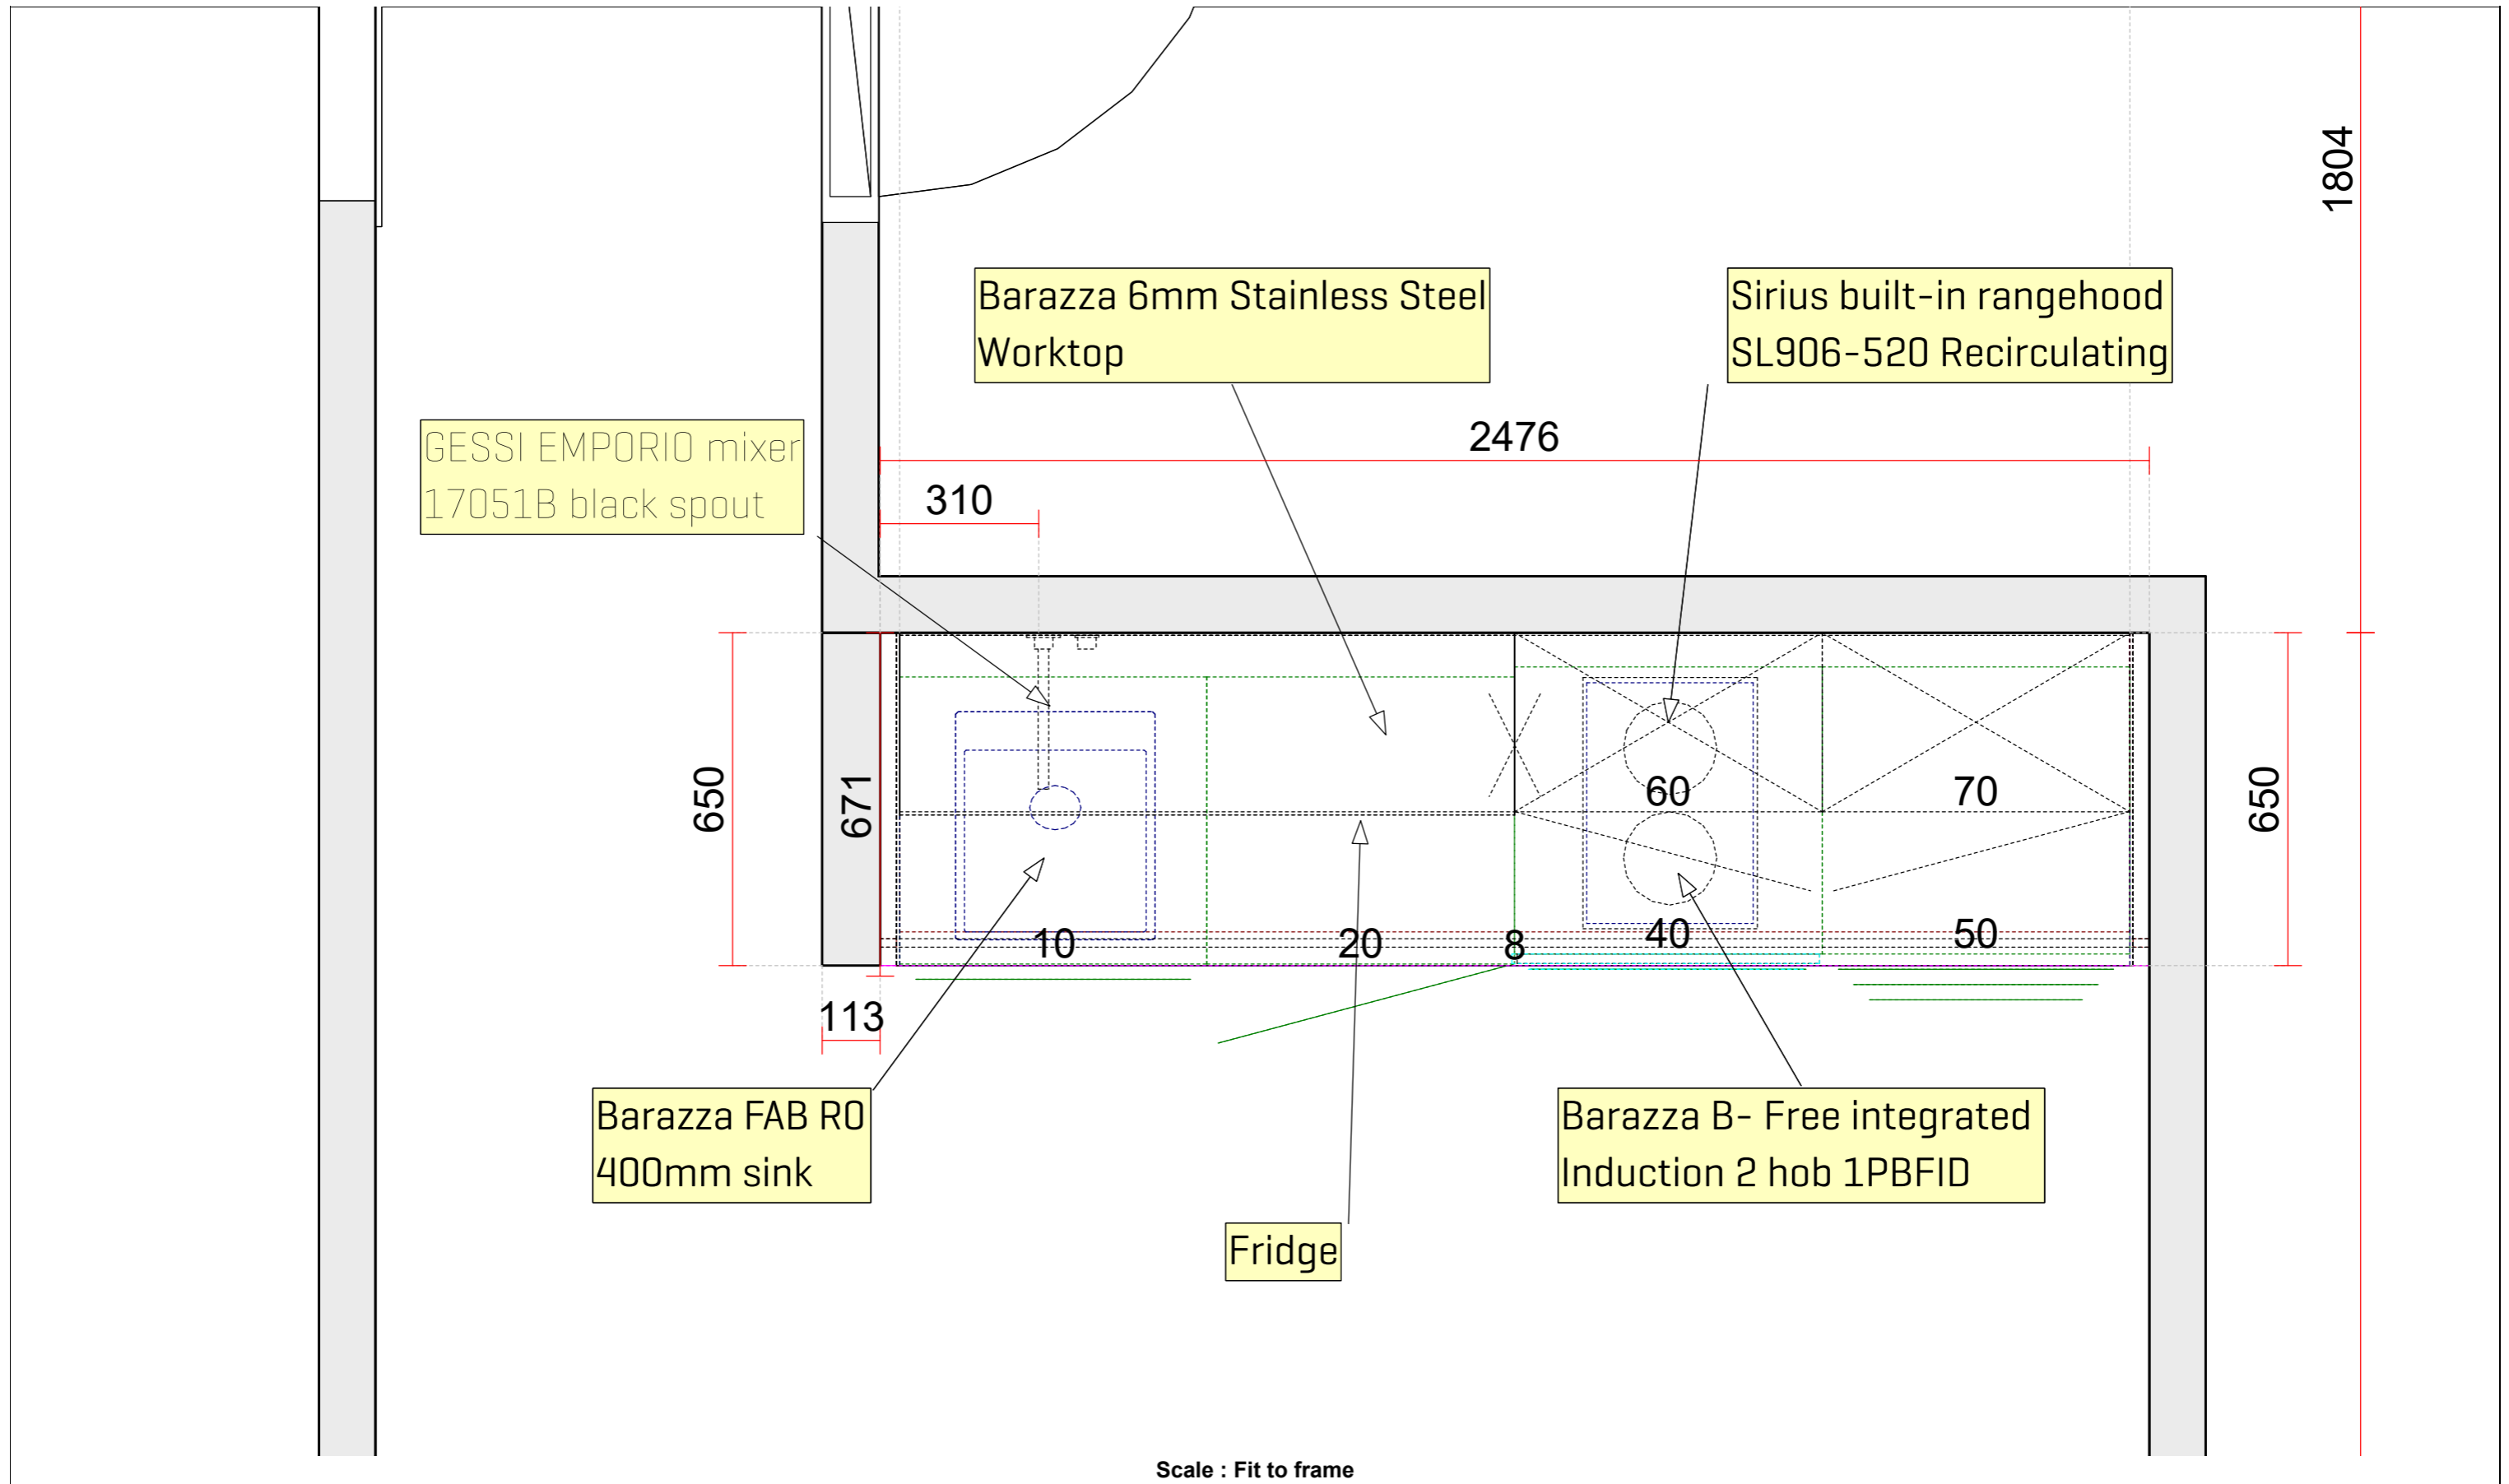 1804
Barazza 6mm Stainless Steel
Worktop
Sirius built-in rangehood
SL906-520 Recirculating
GESSI EMPORIO mixer
17051B black spout
2476
310
650
671
60
70
650
10
20
8
40
50
113
Barazza FAB R0
400mm sink
Barazza B- Free integrated
Induction 2 hob 1PBFID
Fridge
Scale : Fit to frame